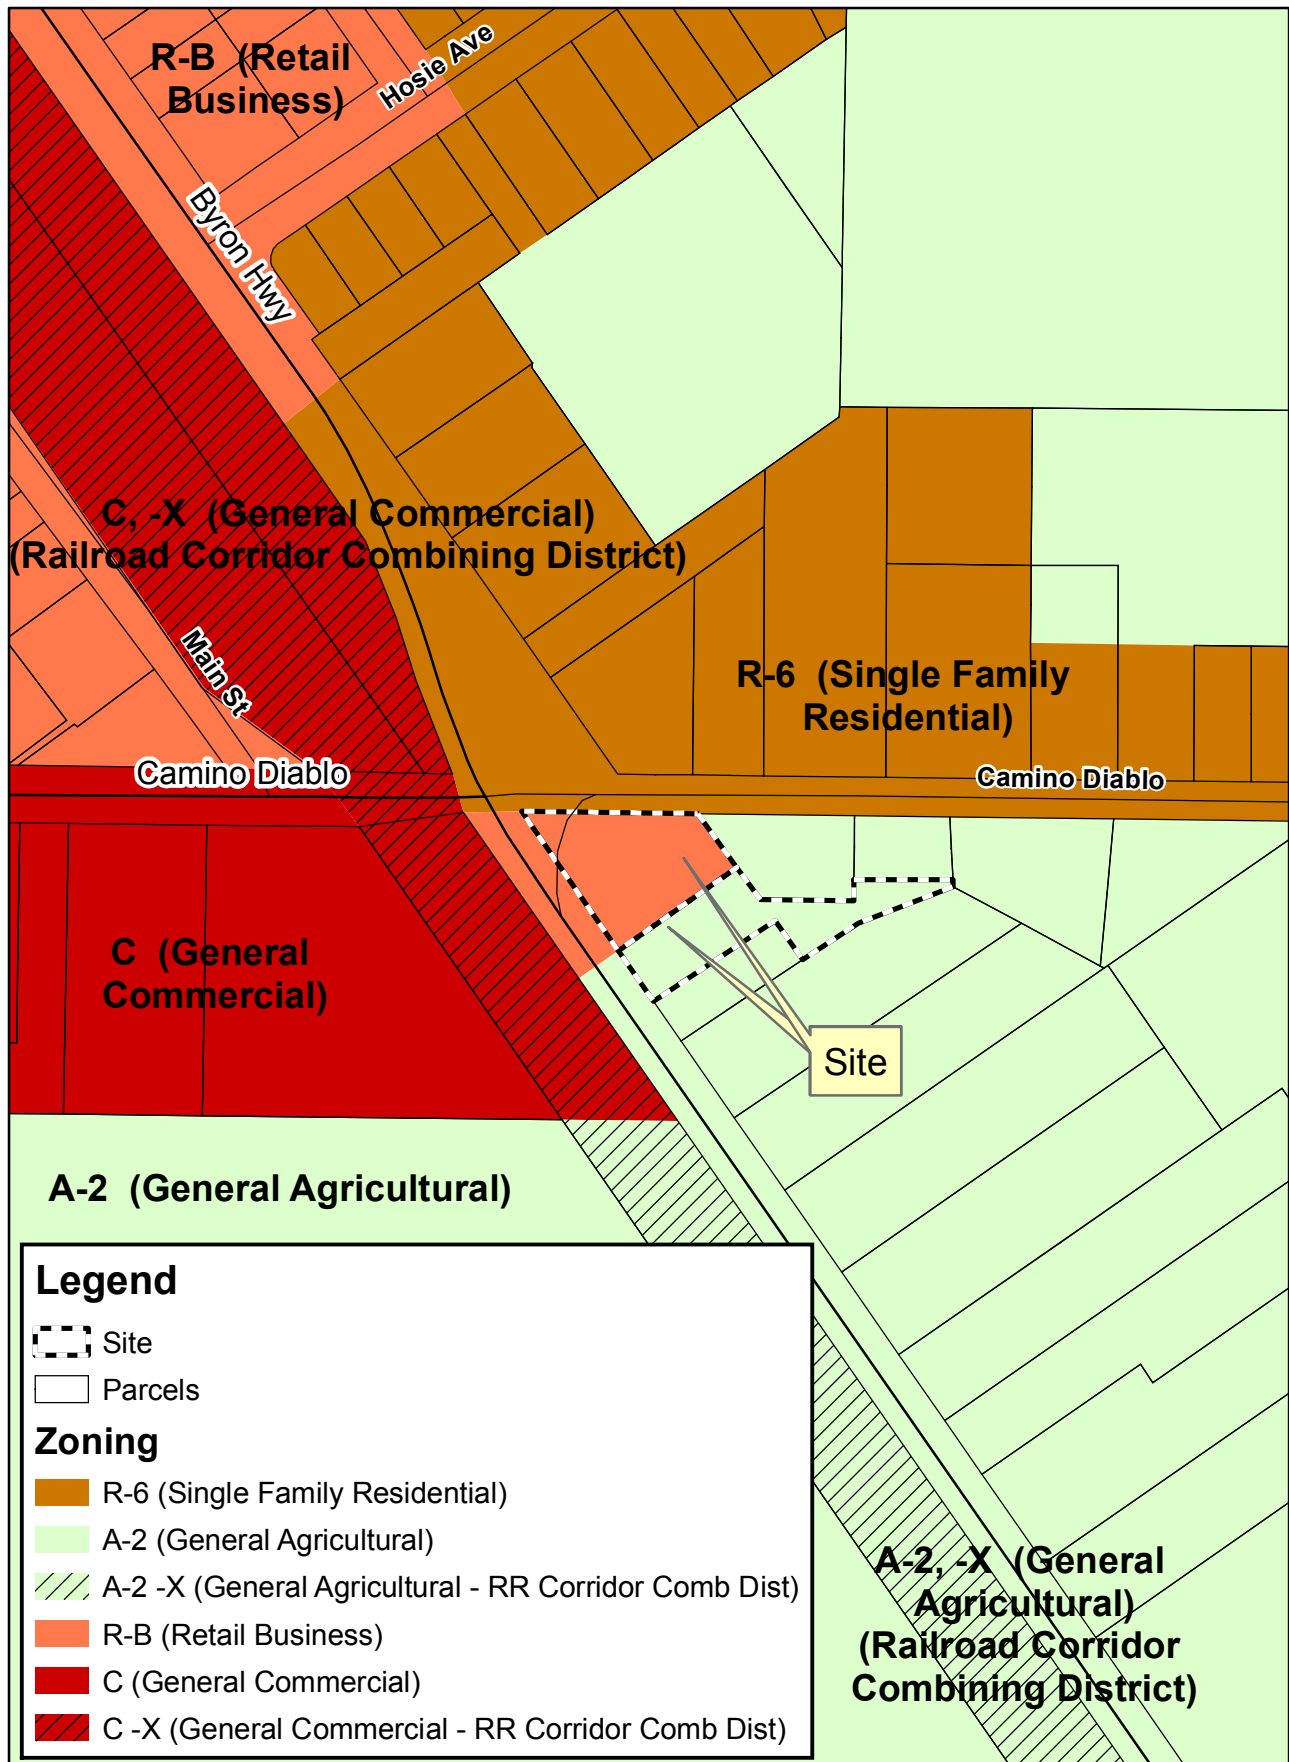 R-B (Retail
Business)
Hosie Ave
Byron Hwy
C, -X (General Commercial)
(Railroad Corridor Combining District)
Main St
R-6 (Single Family
Residential)
Camino Diablo
Camino Diablo
C (General
Commercial)
Site
A-2 (General Agricultural)
Legend
Site
Parcels
Zoning
R-6 (Single Family Residential)
A-2 (General Agricultural)
A-2 -X (General Agricultural - RR Corridor Comb Dist)
R-B (Retail Business)
C (General Commercial)
C -X (General Commercial - RR Corridor Comb Dist)
A-2, -X (General
Agricultural)
(Railroad Corridor
Combining District)